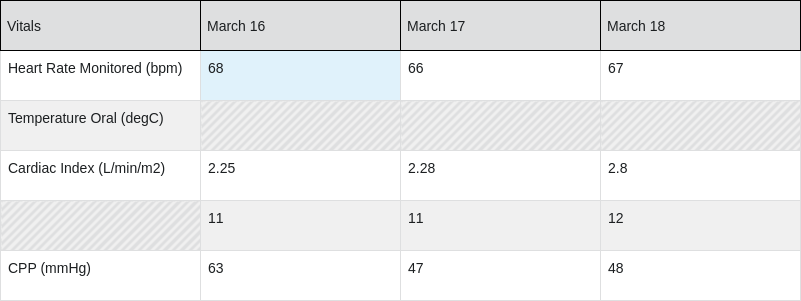 Vitals March 16 March 17 March 18
Heart Rate Monitored (bpm) 68 66 67
Temperature Oral (degC)
Cardiac Index (L/min/m2) 2.25 2.28 2.8
11 11 12
CPP (mmHg) 63 47 48